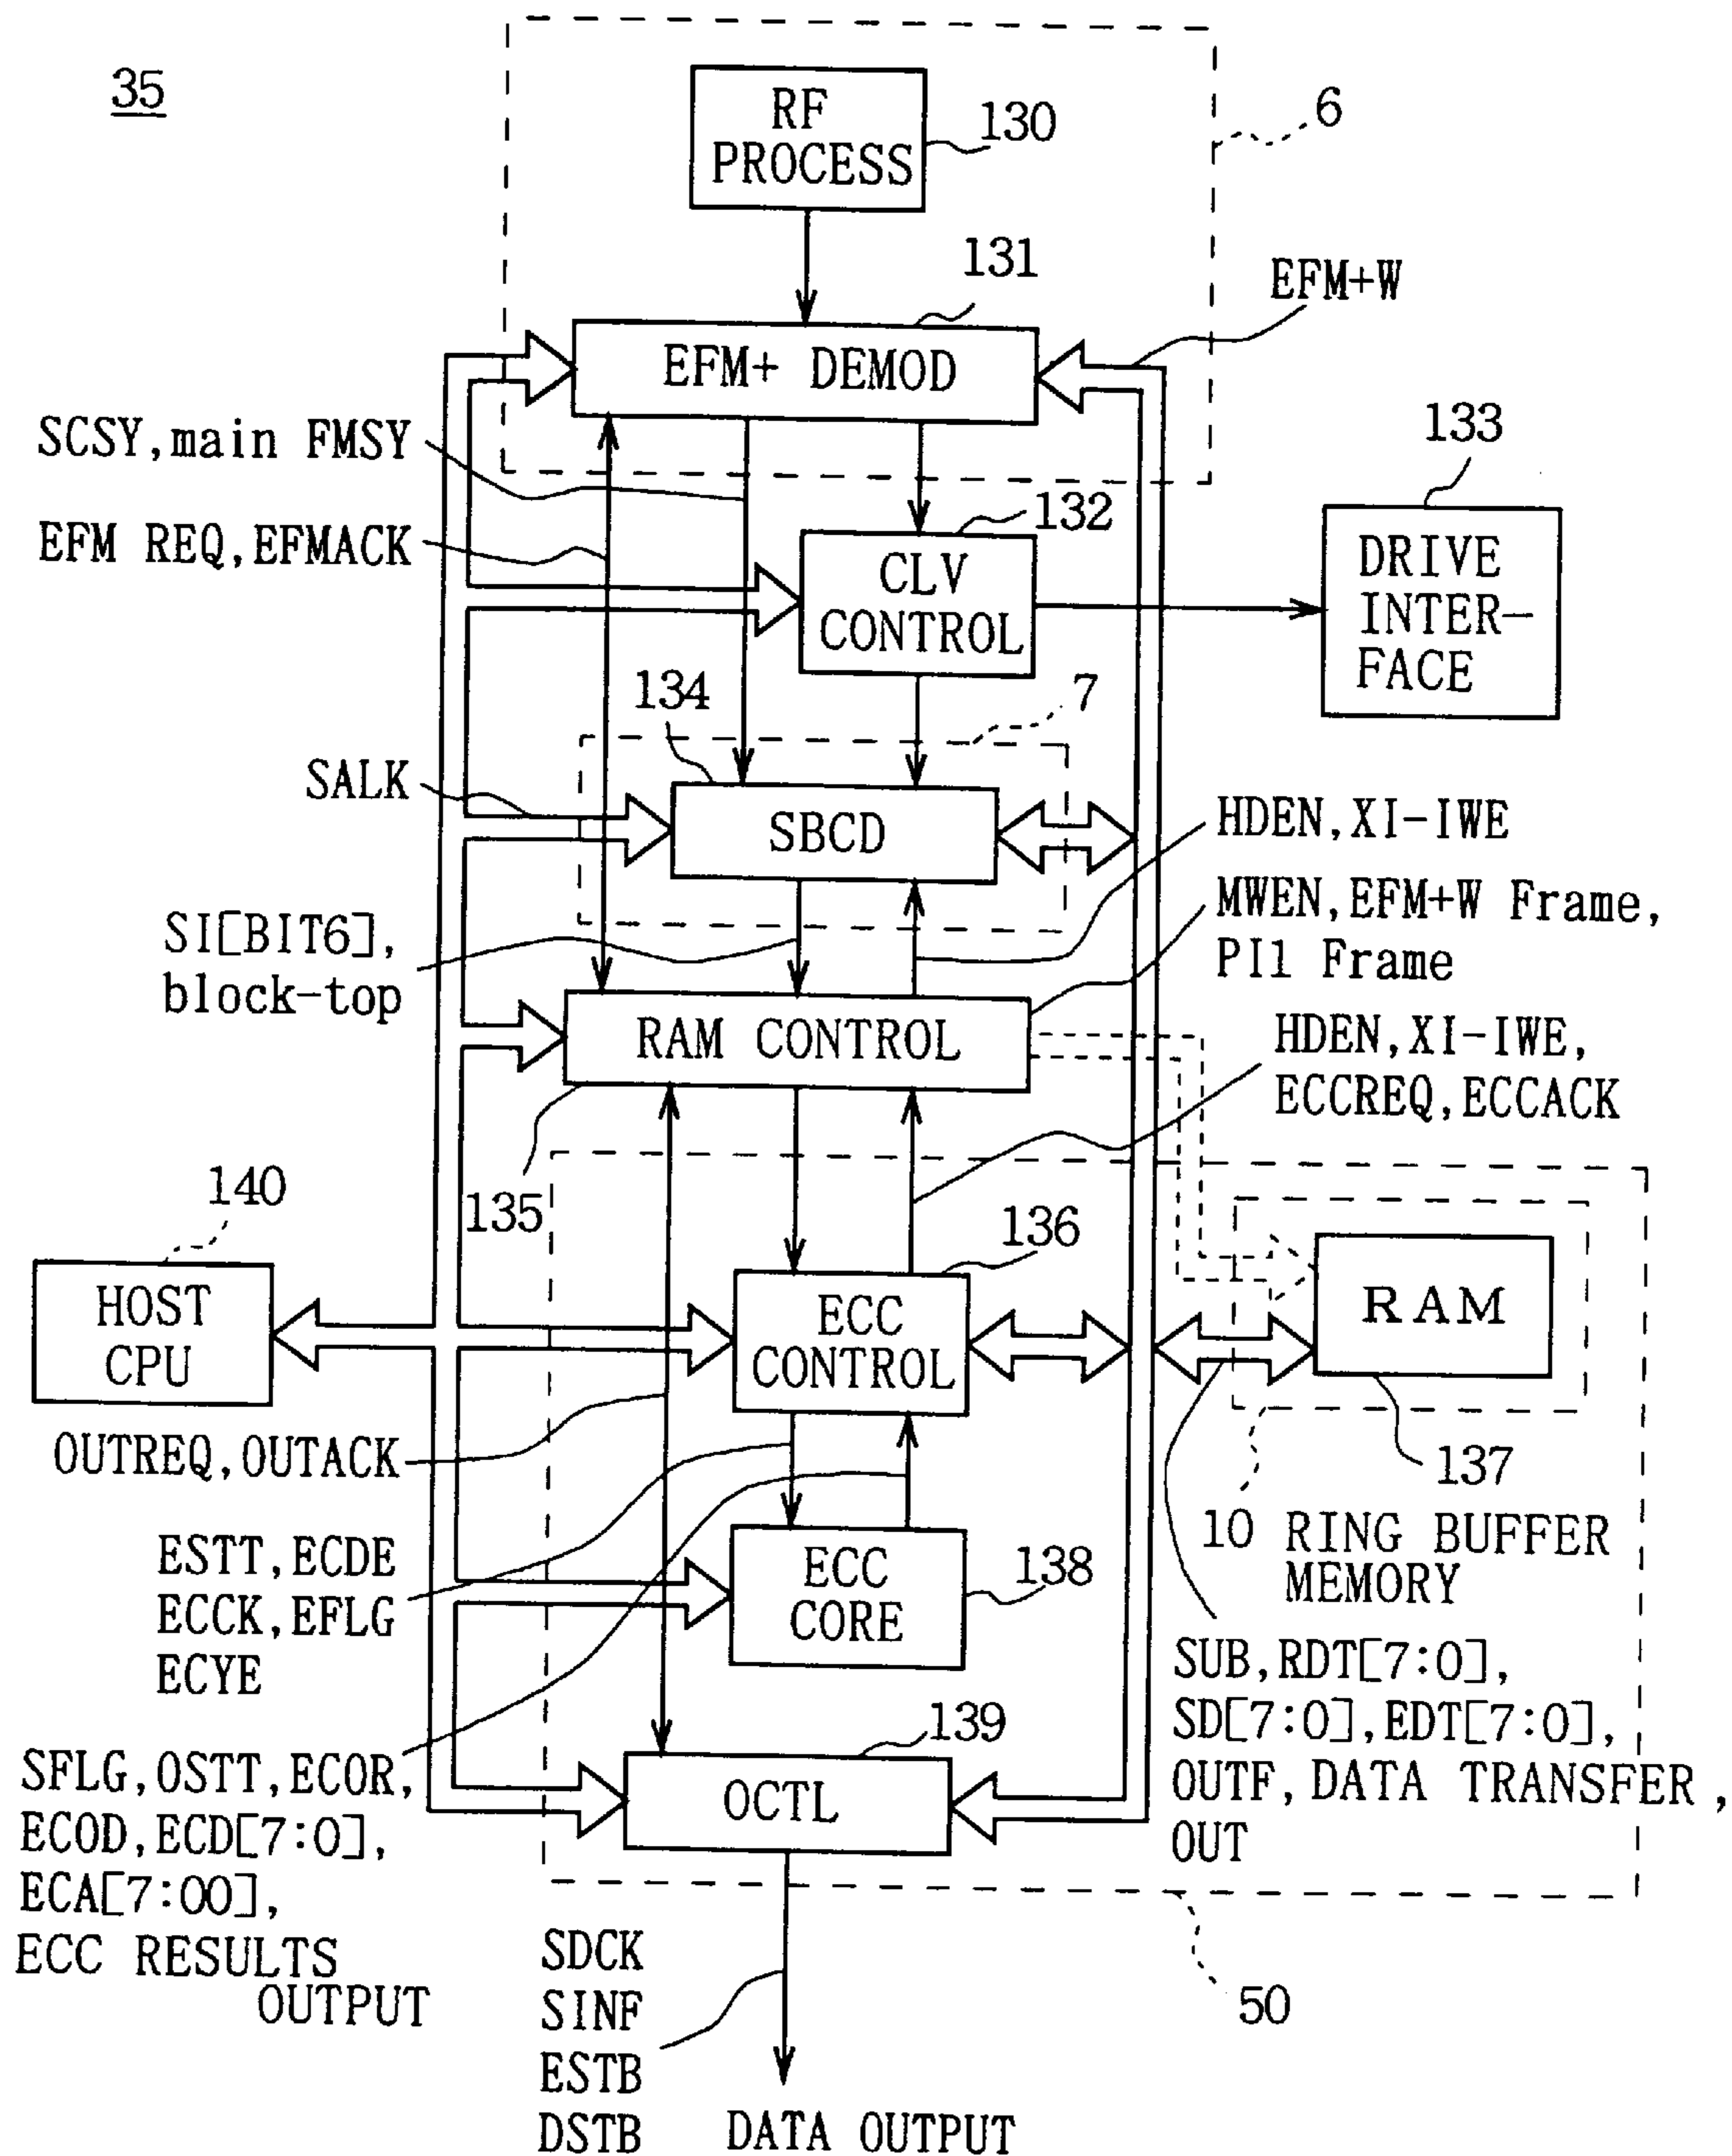 35
RF
PROCESS
130
6
131
EFM+W
EFM+ DEMOD
SCSY,main FMSY
133
132
EFM REQ,EFMACK
CLV
CONTROL
DRIVE
INTER-
FACE
134
7
SALK
SBCD
HDEN,XI-IWE
MWEN,EFM+W Frame,
PI1 Frame
SI[BIT6],
block-top
RAM CONTROL
HDEN,XI-IWE,
ECCREQ,ECCACK
140
135
136
HOST
CPU
ECC
CONTROL
RAM
OUTREQ,OUTACK
137
10 RING BUFFER
MEMORY
ESTT,ECDE
ECCK,EFLG
ECYE
ECC
CORE
138
SUB,RDT[7:0],
SD[7:0],EDT[7:0],
OUTF,DATA TRANSFER,
OUT
139
SFLG,OSTT,ECOR,
ECOD,ECD[7:0],
ECA[7:00],
ECC RESULTS
OUTPUT
OCTL
50
SDCK
SINF
ESTB
DSTB
DATA OUTPUT